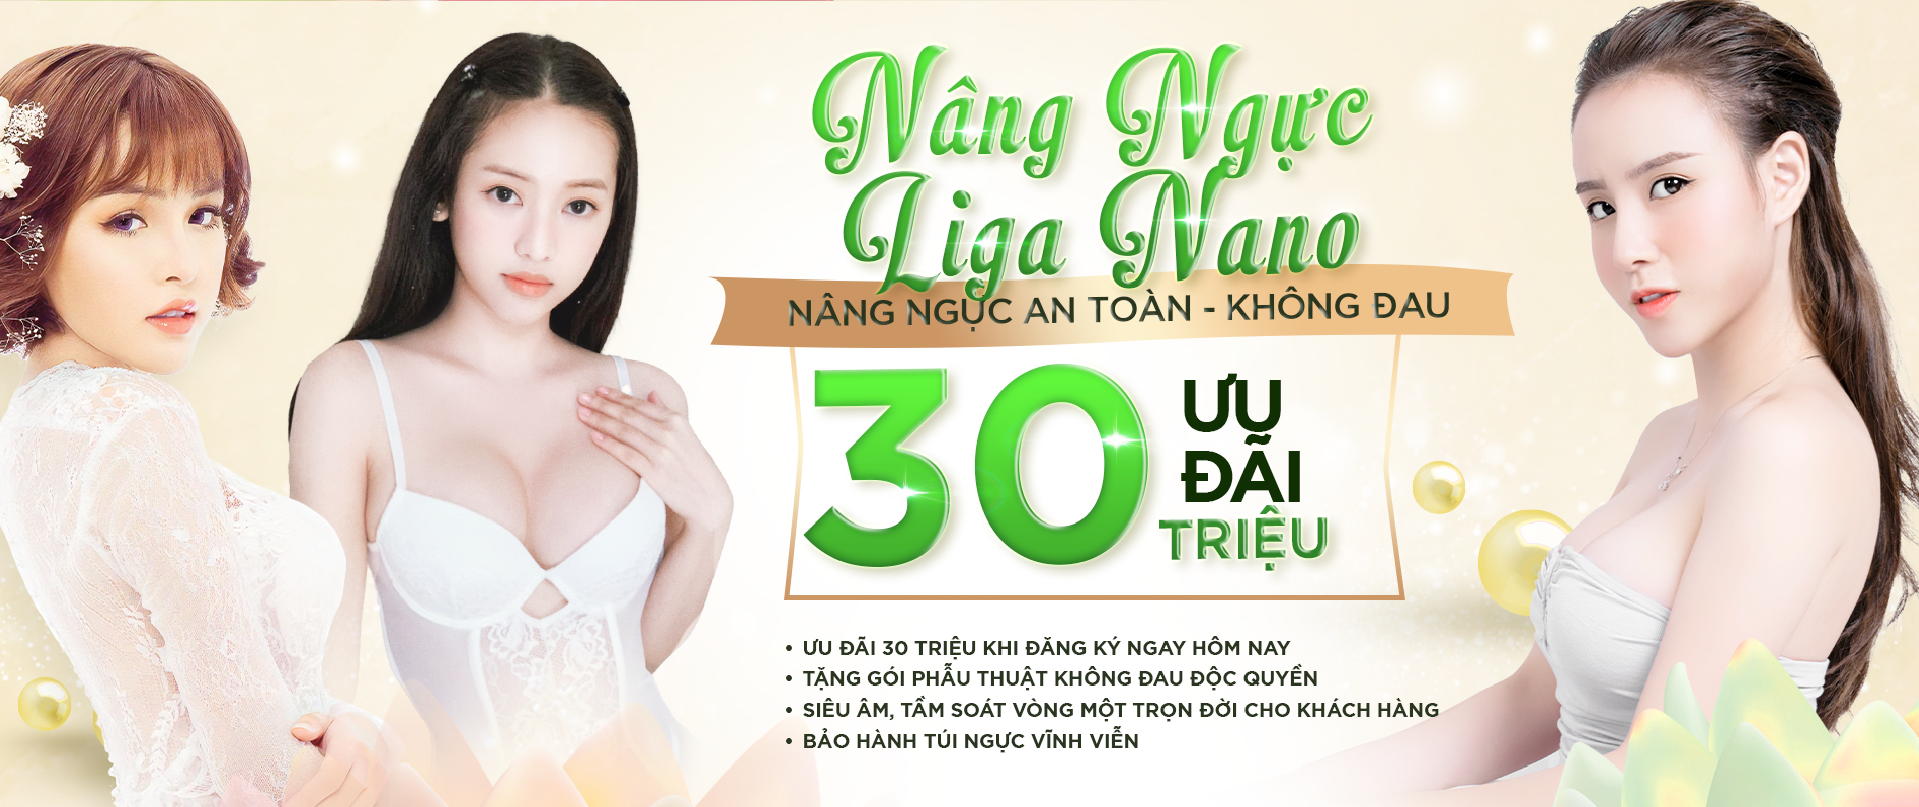 Nâng Ngực
Liga Nano
NÂNG NGỰC AN TOÀN - KHÔNG ĐAU
30
ƯU
ĐÃI
TRIỆU
• ƯU ĐÃI 30 TRIỆU KHI ĐĂNG KÝ NGAY HÔM NAY
• TẶNG GÓI PHẪU THUẬT KHÔNG ĐAU ĐỘC QUYỀN
• SIÊU ÂM, TẦM SOÁT VÒNG MỘT TRỌN ĐỜI CHO KHÁCH HÀNG
• BẢO HÀNH TÚI NGỰC VĨNH VIỄN